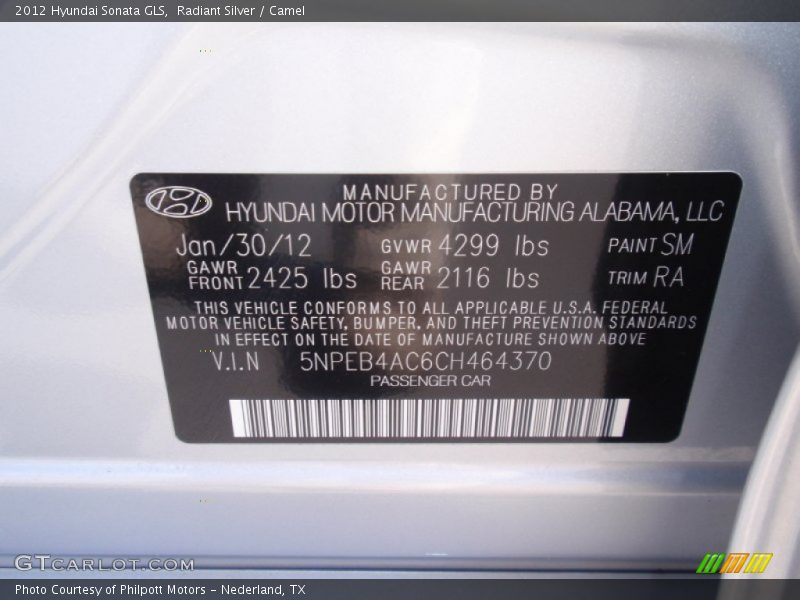 2012 Hyundai Sonata GLS, Radiant Silver / Camel
MANUFACTURED BY
HYUNDAI MOTOR MANUFACTURING ALABAMA, LLC
Jan/30/12 GVWR 4299 lbs PAINT SM
GAWR FRONT 2425 lbs GAWR REAR 2116 lbs TRIM RA
THIS VEHICLE CONFORMS TO ALL APPLICABLE U.S.A. FEDERAL
MOTOR VEHICLE SAFETY, BUMPER, AND THEFT PREVENTION STANDARDS
IN EFFECT ON THE DATE OF MANUFACTURE SHOWN ABOVE
V.I.N 5NPEB4AC6CH464370
PASSENGER CAR
GTCARLOT.COM
Photo Courtesy of Philpott Motors - Nederland, TX